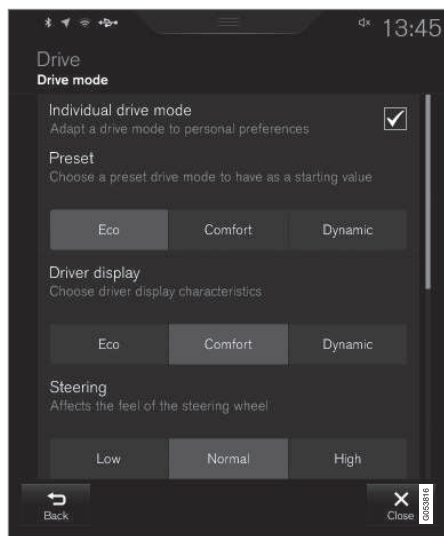 13:45
Drive
Drive mode
Individual drive mode
Adapt a drive mode to personal preferences
Preset
Choose a preset drive mode to have as a starting value
Eco Comfort Dynamic
Driver display
Choose driver display characteristics
Eco Comfort Dynamic
Steering
Affects the feel of the steering wheel
Low Normal High
Back Close
G053816